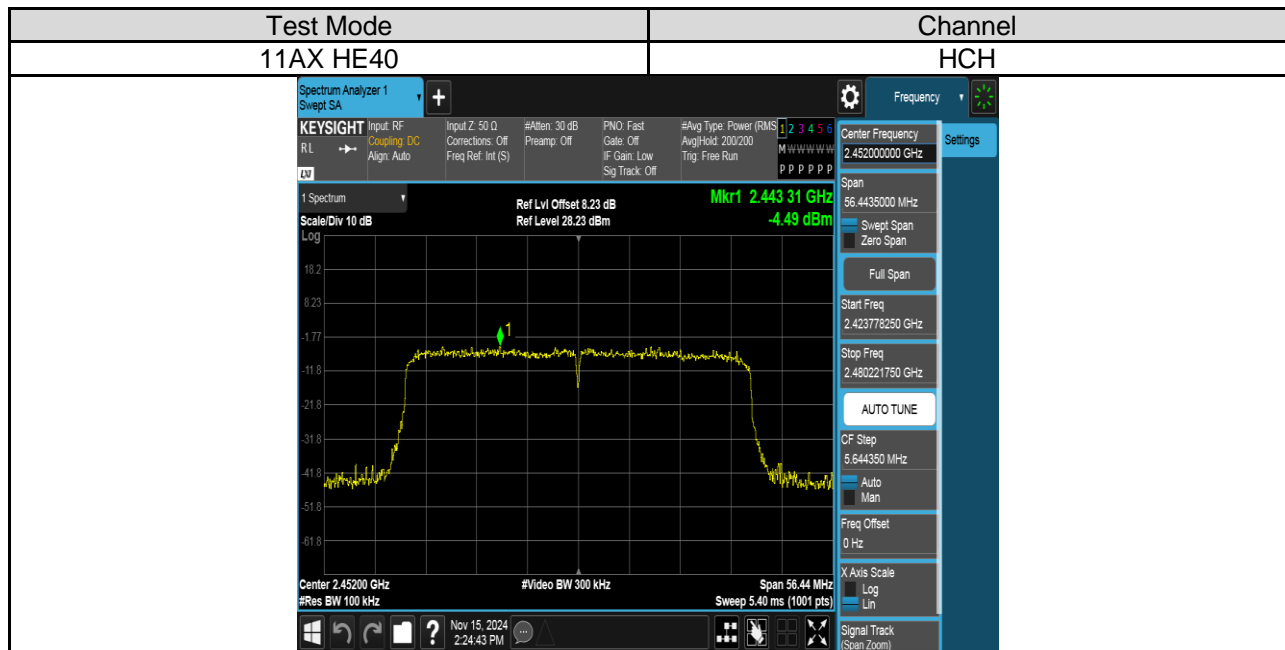 Test Mode
Channel
11AX HE40
HCH
Spectrum Analyzer 1
Swept SA
+
Frequency
KEYSIGHT
RL
LXI
Input: RF
Coupling: DC
Align: Auto
Input Z: 50 Ω
Corrections: Off
Freq Ref: Int (S)
#Atten: 30 dB
Preamp: Off
PNO: Fast
Gate: Off
IF Gain: Low
Sig Track: Off
#Avg Type: Power (RMS
Avg|Hold: 200/200
Trig: Free Run
1 2 3 4 5 6
M W W W W W
P P P P P P
1 Spectrum
Scale/Div 10 dB
Log
Ref Lvl Offset 8.23 dB
Ref Level 28.23 dBm
Mkr1 2.443 31 GHz
-4.49 dBm
18.2
8.23
-1.77
-11.8
-21.8
-31.8
-41.8
-51.8
-61.8
1
Center 2.45200 GHz
#Res BW 100 kHz
#Video BW 300 kHz
Span 56.44 MHz
Sweep 5.40 ms (1001 pts)
Center Frequency
2.452000000 GHz
Settings
Span
56.4435000 MHz
Swept Span
Zero Span
Full Span
Start Freq
2.423778250 GHz
Stop Freq
2.480221750 GHz
AUTO TUNE
CF Step
5.644350 MHz
Auto
Man
Freq Offset
0 Hz
X Axis Scale
Log
Lin
Signal Track
(Span Zoom)
?
Nov 15, 2024
2:24:43 PM